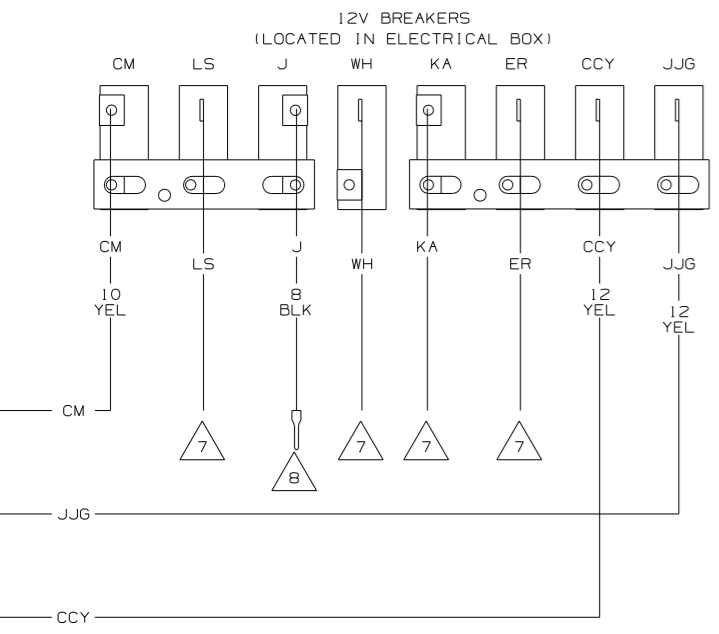 12V BREAKERS
(LOCATED IN ELECTRICAL BOX)
CM LS J WH KA ER CCY JJG
CM LS J WH KA ER CCY JJG
10 YEL
8 BLK
12 YEL
12 YEL
CM
7 8 7 7 7
JJG
CCY